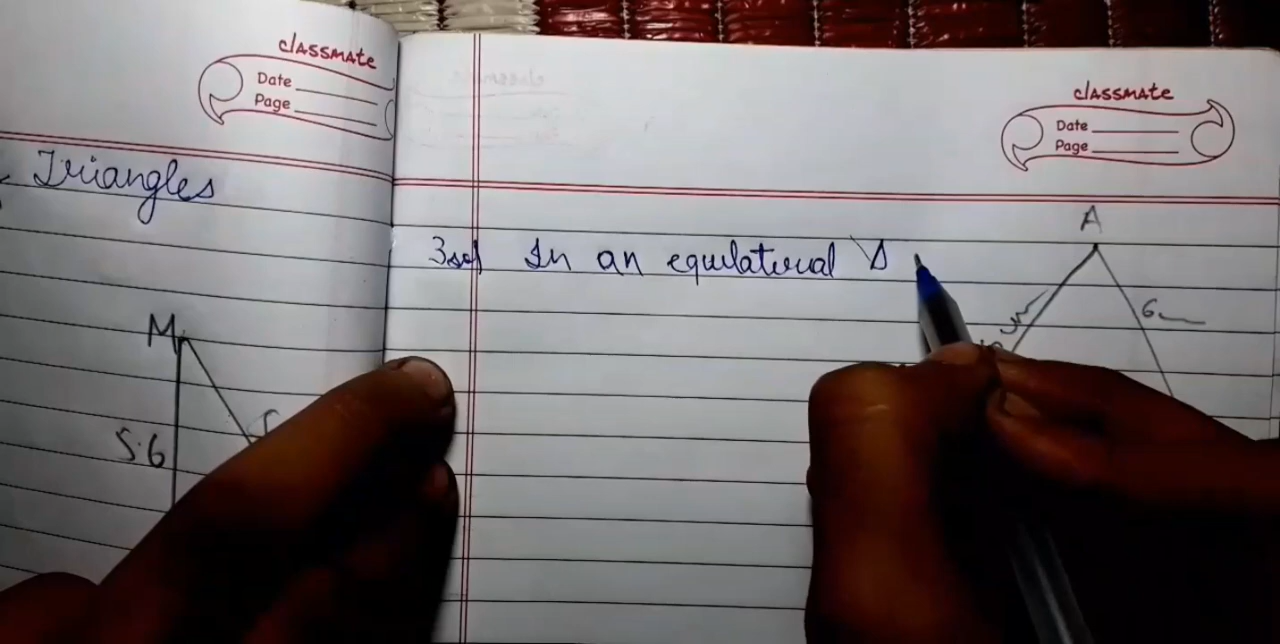 classmate
Date
Page
Triangles
M
5.6
classmate
Date
Page
3sol In an equilateral Δ
A
6